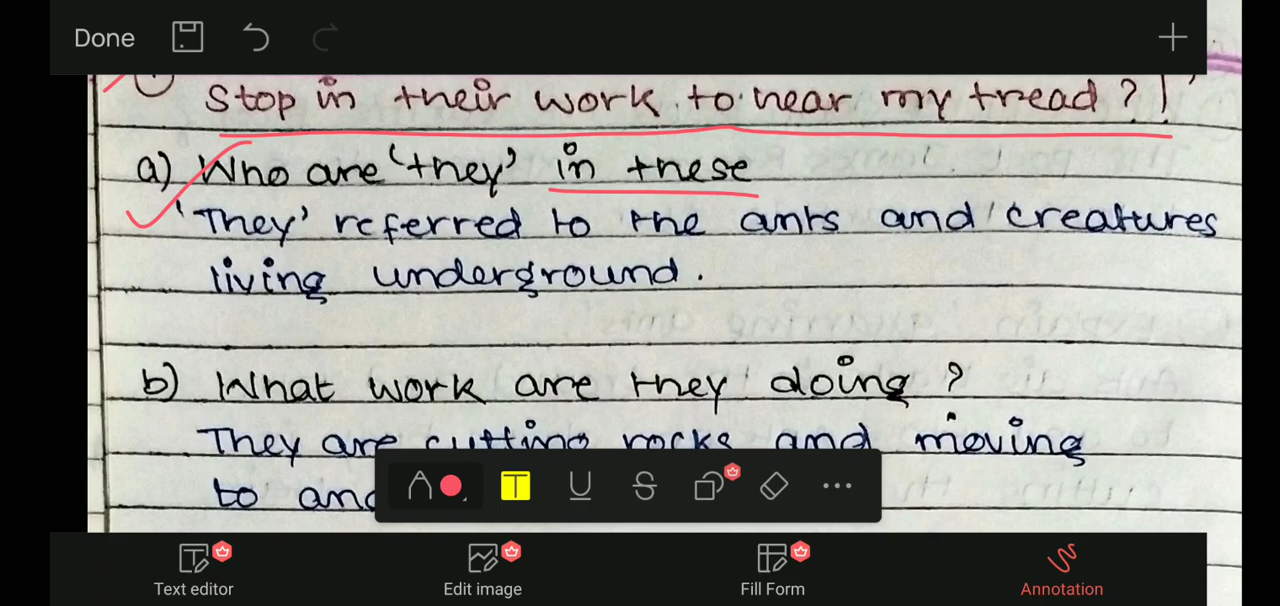 Done
Stop in their work to hear my tread?!'
a) Who are 'they' in these
'They' referred to the ants and creatures
living underground.
b) What work are they doing?
They are cutting rocks and moving
to and
T U S
Text editor Edit image Fill Form Annotation